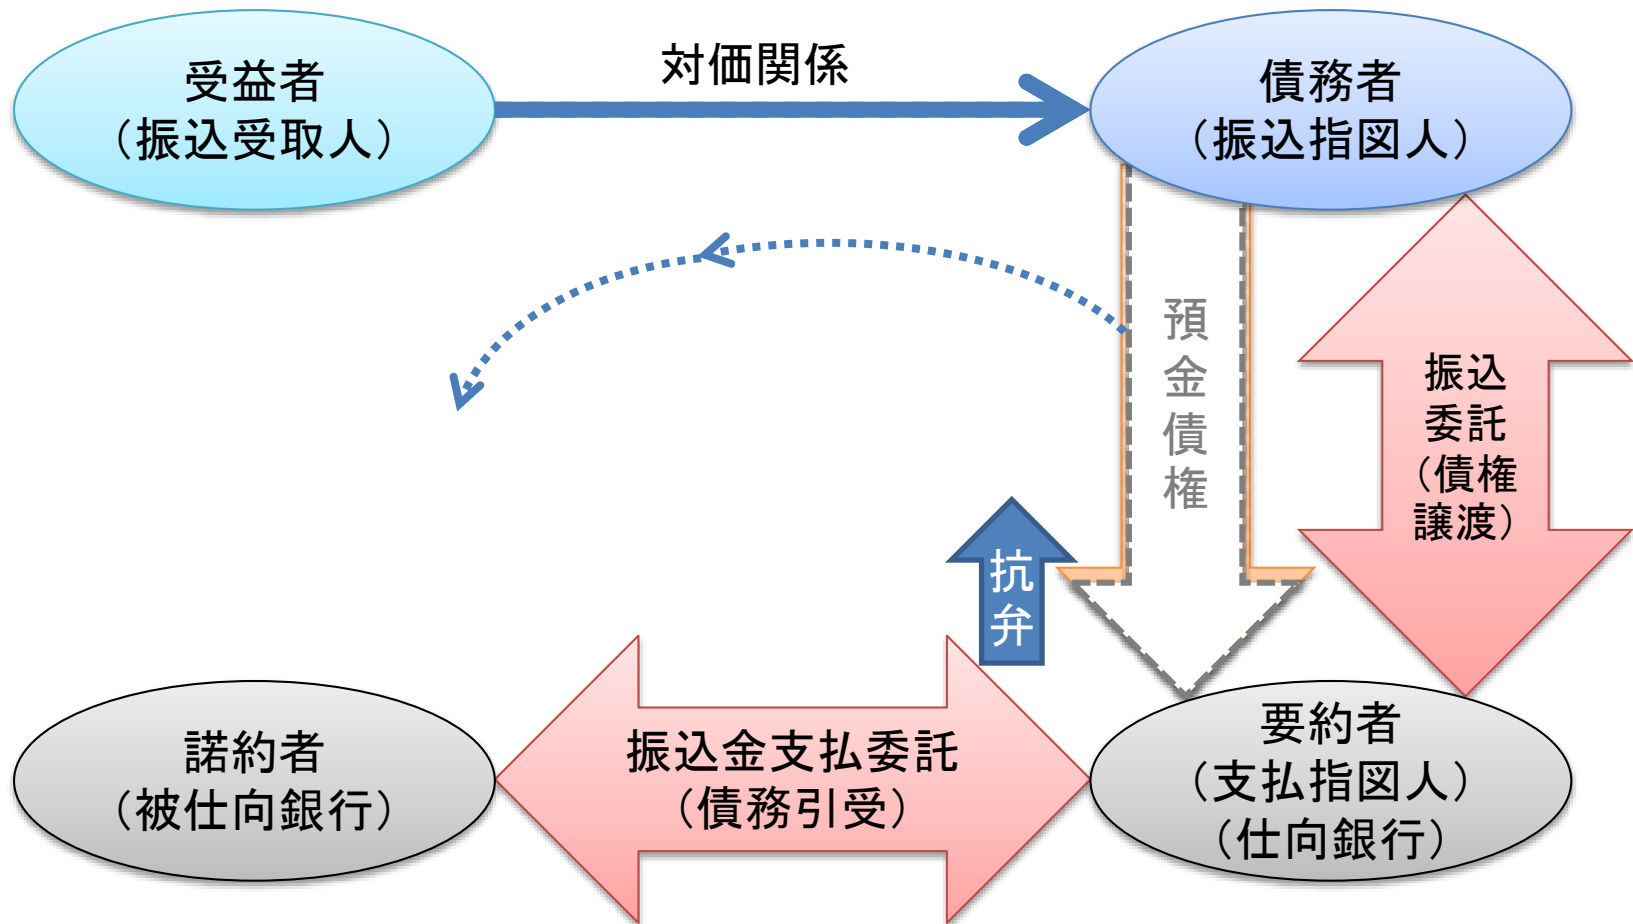 対価関係
受益者
（振込受取人）
債務者
（振込指図人）
預
金
債
権
振込
委託
（債権
譲渡）
抗
弁
振込金支払委託
（債務引受）
諾約者
（被仕向銀行）
要約者
（支払指図人）
（仕向銀行）